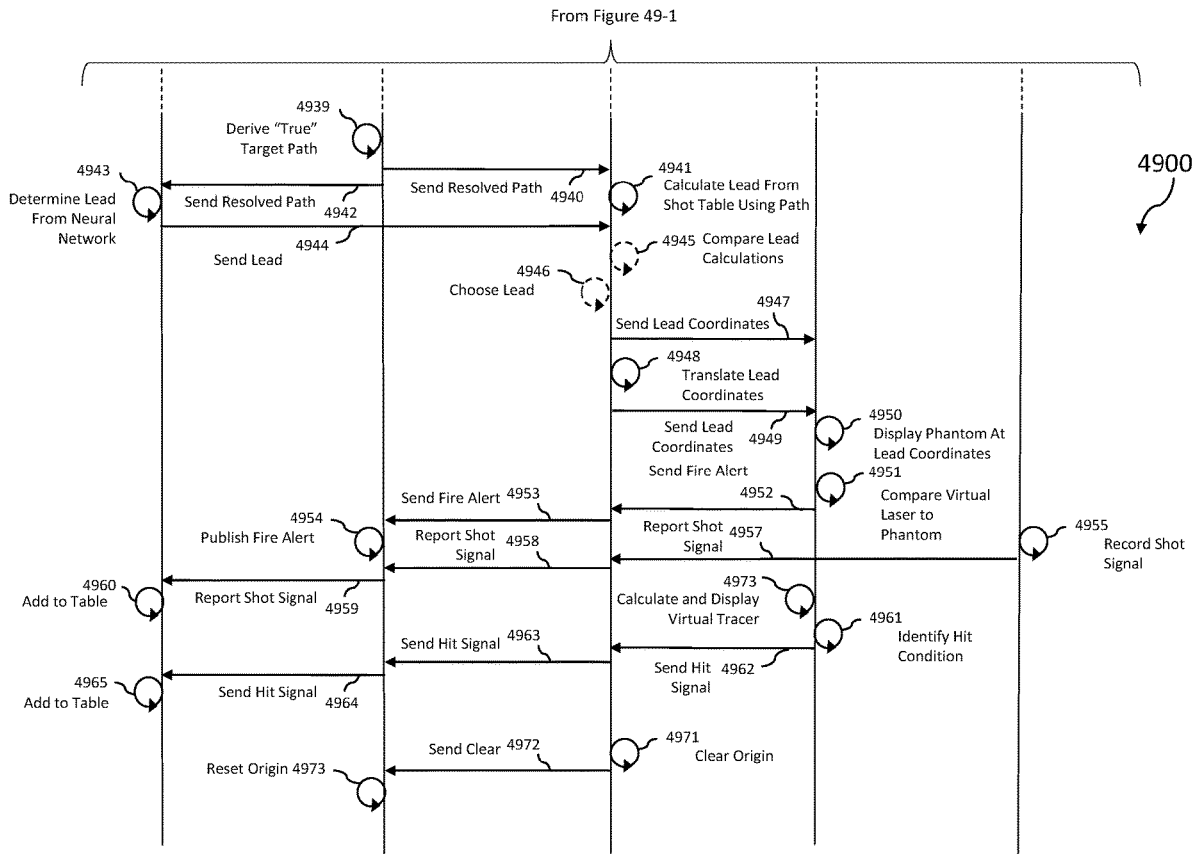 From Figure 49-1
4939
Derive "True"
Target Path
4943
Determine Lead
From Neural
Network
Send Resolved Path
4942
Send Resolved Path
4940
4941
Calculate Lead From
Shot Table Using Path
4900
4944
Send Lead
4945
Compare Lead
Calculations
4946
Choose Lead
4947
Send Lead Coordinates
4948
Translate Lead
Coordinates
Send Lead
Coordinates
4949
4950
Display Phantom At
Lead Coordinates
4951
Compare Virtual
Laser to
Phantom
Send Fire Alert
4952
Send Fire Alert
4953
4954
Publish Fire Alert
4955
Record Shot
Signal
Report Shot
Signal
4957
Report Shot
Signal
4958
Report Shot Signal
4959
4960
Add to Table
4973
Calculate and Display
Virtual Tracer
4961
Identify Hit
Condition
Send Hit
Signal
4962
Send Hit Signal
4963
Send Hit Signal
4964
4965
Add to Table
4971
Clear Origin
Send Clear
4972
Reset Origin 4973